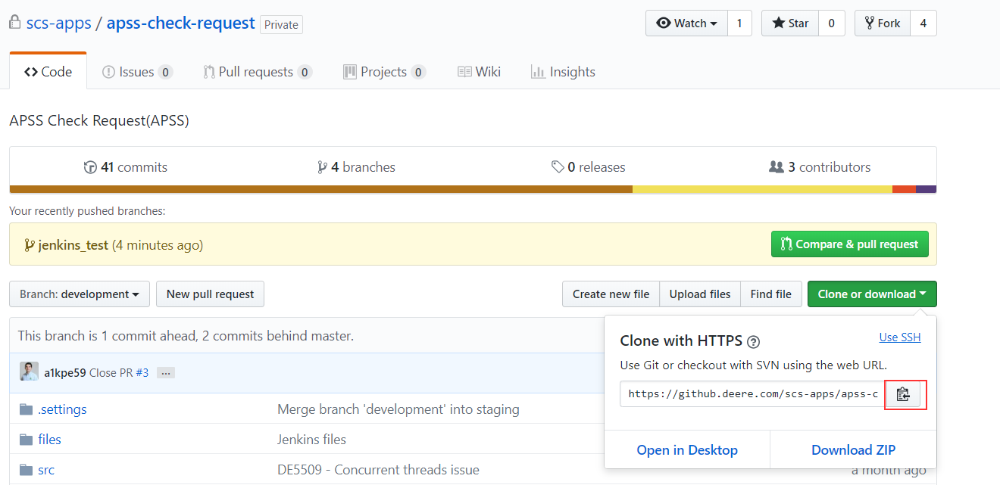 scs-apps / apss-check-request Private
Watch 1 Star 0 Fork 4
Code Issues 0 Pull requests 0 Projects 0 Wiki Insights
APSS Check Request(APSS)
41 commits 4 branches 0 releases 3 contributors
Your recently pushed branches:
jenkins_test (4 minutes ago) Compare & pull request
Branch: development New pull request Create new file Upload files Find file Clone or download
This branch is 1 commit ahead, 2 commits behind master.
a1kpe59 Close PR #3 ...
Clone with HTTPS ? Use SSH
Use Git or checkout with SVN using the web URL.
https://github.deere.com/scs-apps/apss-c
Open in Desktop Download ZIP
.settings Merge branch 'development' into staging
files Jenkins files
src DE5509 - Concurrent threads issue a month ago